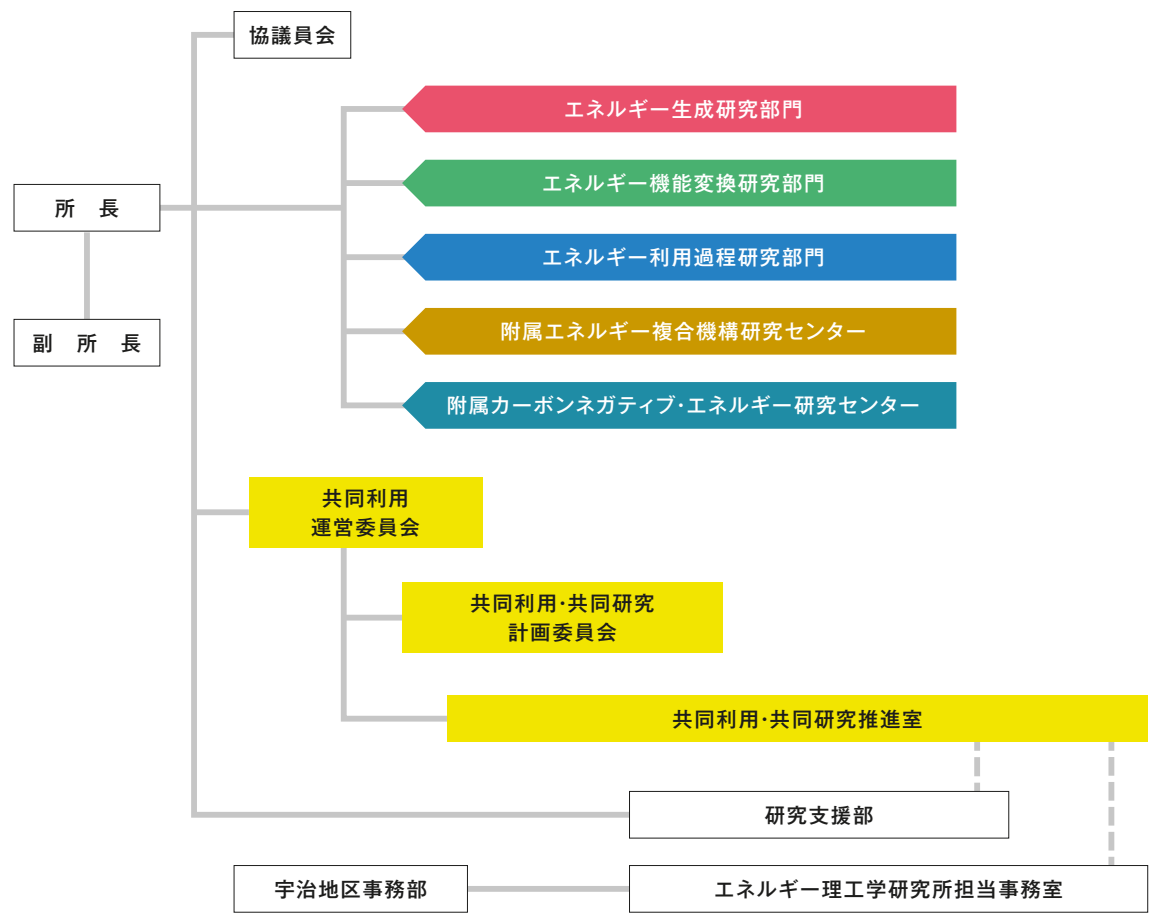 協議員会
エネルギー生成研究部門
エネルギー機能変換研究部門
所　長
エネルギー利用過程研究部門
副　所　長
附属エネルギー複合機構研究センター
附属カーボンネガティブ・エネルギー研究センター
共同利用
運営委員会
共同利用・共同研究
計画委員会
共同利用・共同研究推進室
研究支援部
宇治地区事務部
エネルギー理工学研究所担当事務室